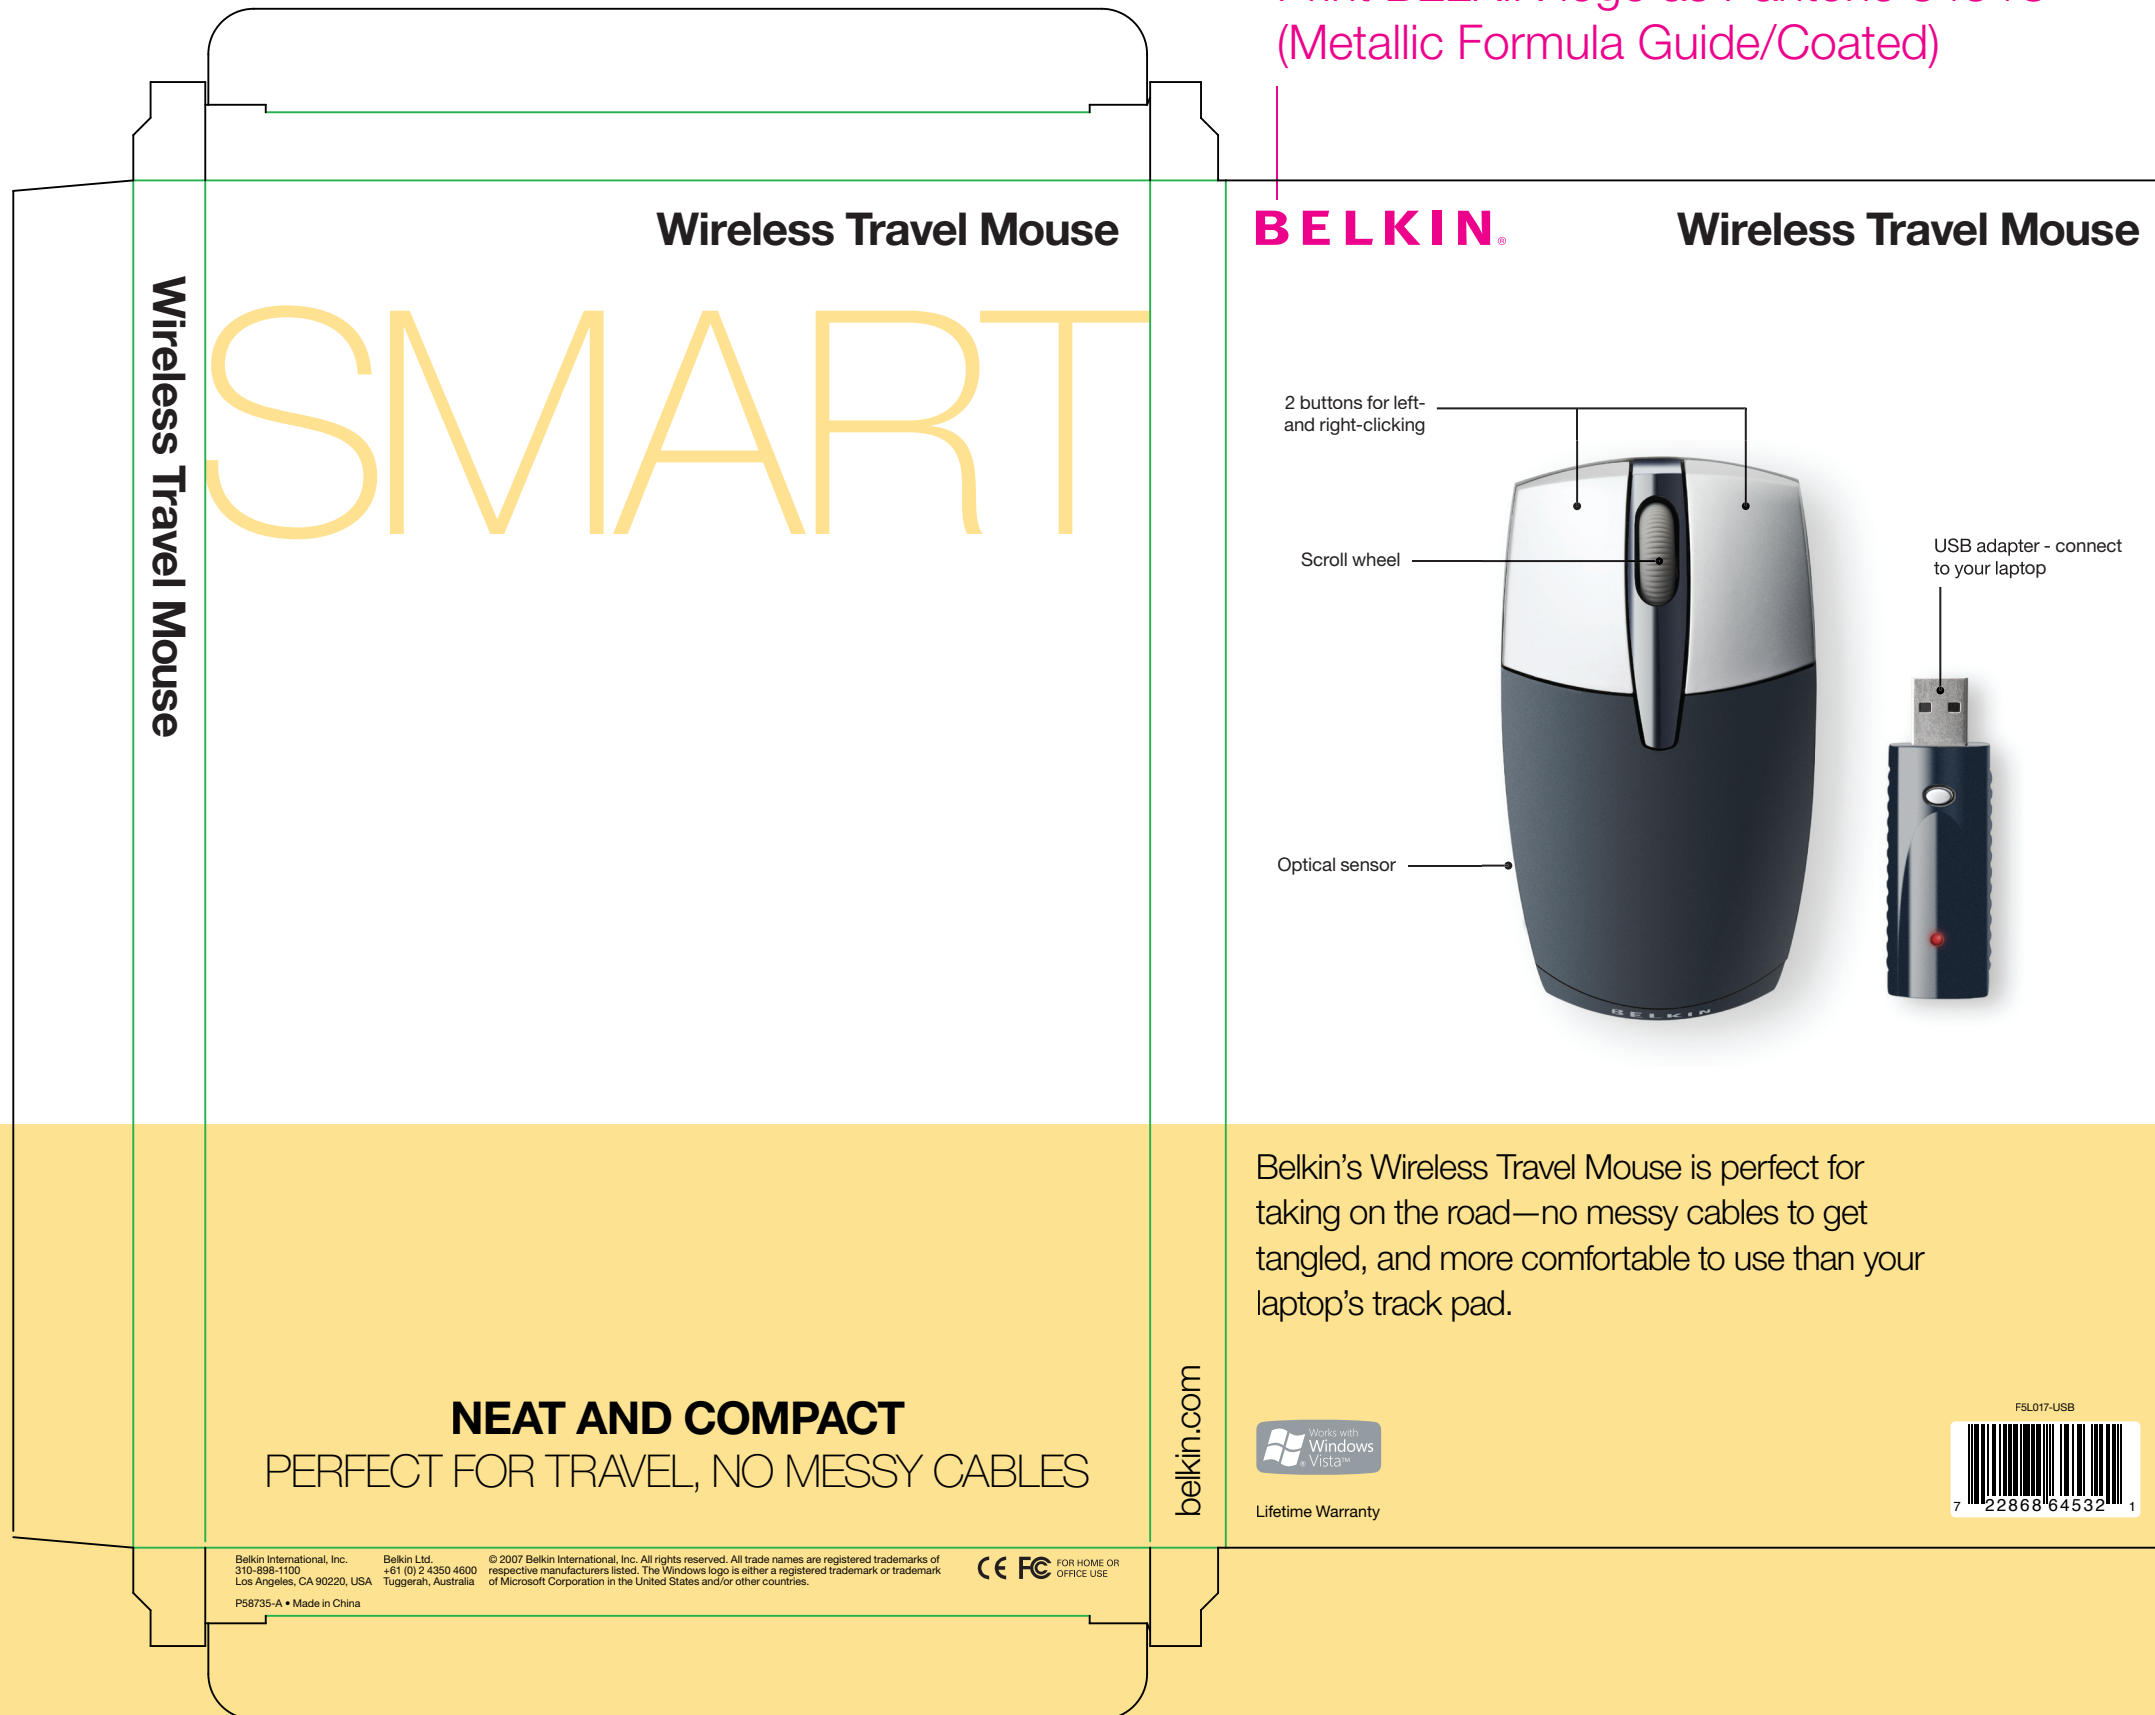 (Metallic Formula Guide/Coated)
Wireless Travel Mouse
SMART
Wireless Travel Mouse
NEAT AND COMPACT
PERFECT FOR TRAVEL, NO MESSY CABLES
belkin.com
BELKIN®
Wireless Travel Mouse
2 buttons for left-
and right-clicking
Scroll wheel
USB adapter - connect
to your laptop
Optical sensor
BELKIN
Belkin’s Wireless Travel Mouse is perfect for
taking on the road—no messy cables to get
tangled, and more comfortable to use than your
laptop’s track pad.
Works with
Windows
® Vista™
Lifetime Warranty
F5L017-USB
7 22868 64532 1
Belkin International, Inc.
310-898-1100
Los Angeles, CA 90220, USA
Belkin Ltd.
+61 (0) 2 4350 4600
Tuggerah, Australia
© 2007 Belkin International, Inc. All rights reserved. All trade names are registered trademarks of
respective manufacturers listed. The Windows logo is either a registered trademark or trademark
of Microsoft Corporation in the United States and/or other countries.
CE FC FOR HOME OR
OFFICE USE
P58735-A • Made in China